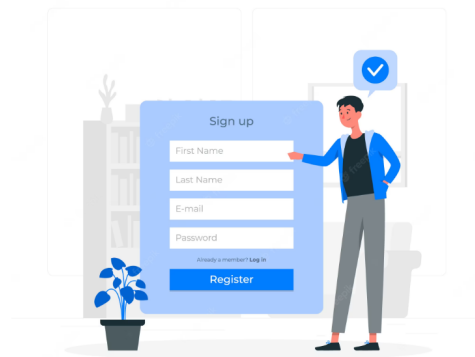 Sign up
First Name
Last Name
E-mail
Password
Already a member? Log in
Register